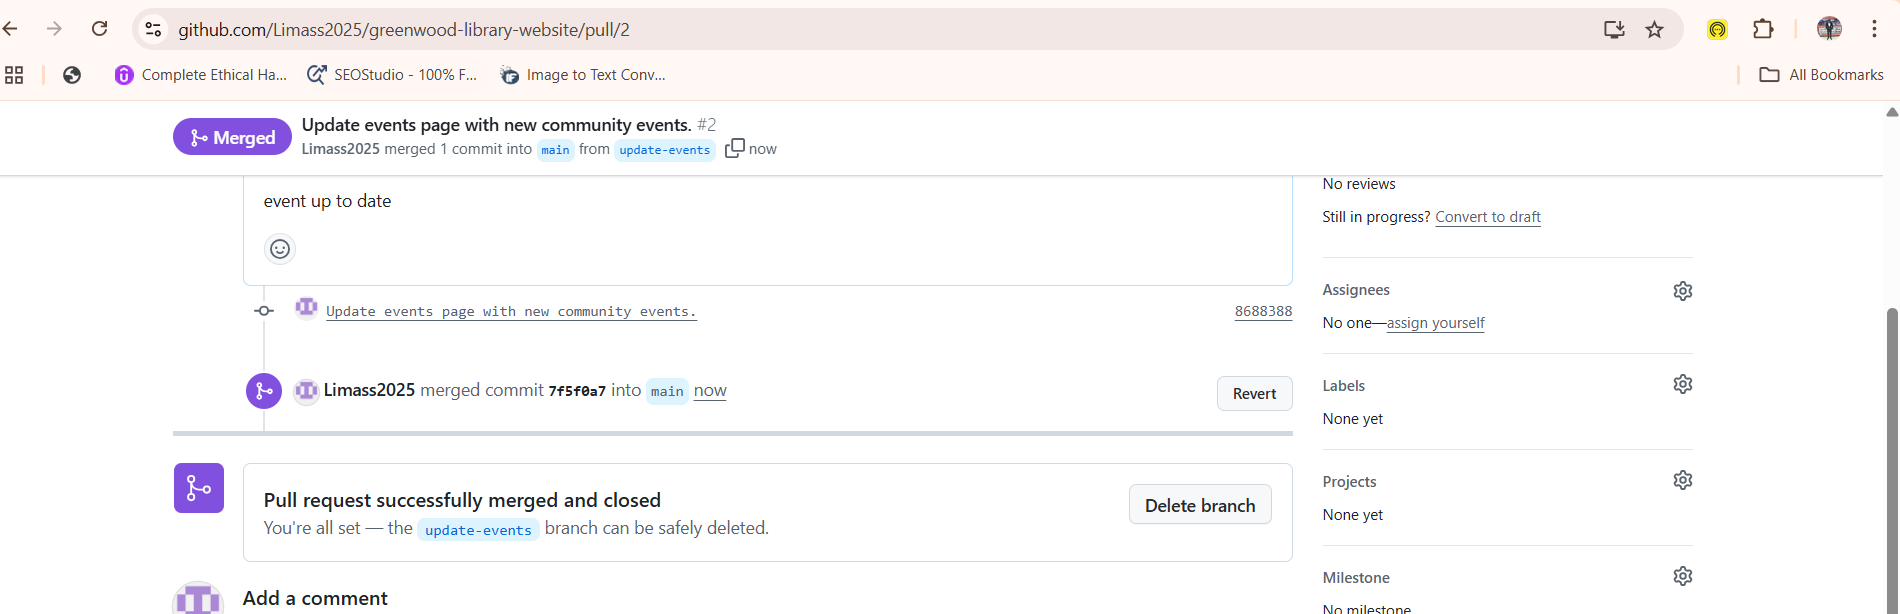 github.com/Limass2025/greenwood-library-website/pull/2
Complete Ethical Ha...
SEOStudio - 100% F...
Image to Text Conv...
All Bookmarks
Merged
Update events page with new community events. #2
Limass2025 merged 1 commit into main from update-events now
event up to date
Update events page with new community events.
8688388
Limass2025 merged commit 7f5f0a7 into main now
Revert
Pull request successfully merged and closed
You're all set — the update-events branch can be safely deleted.
Delete branch
Add a comment
No reviews
Still in progress? Convert to draft
Assignees
No one—assign yourself
Labels
None yet
Projects
None yet
Milestone
No milestone